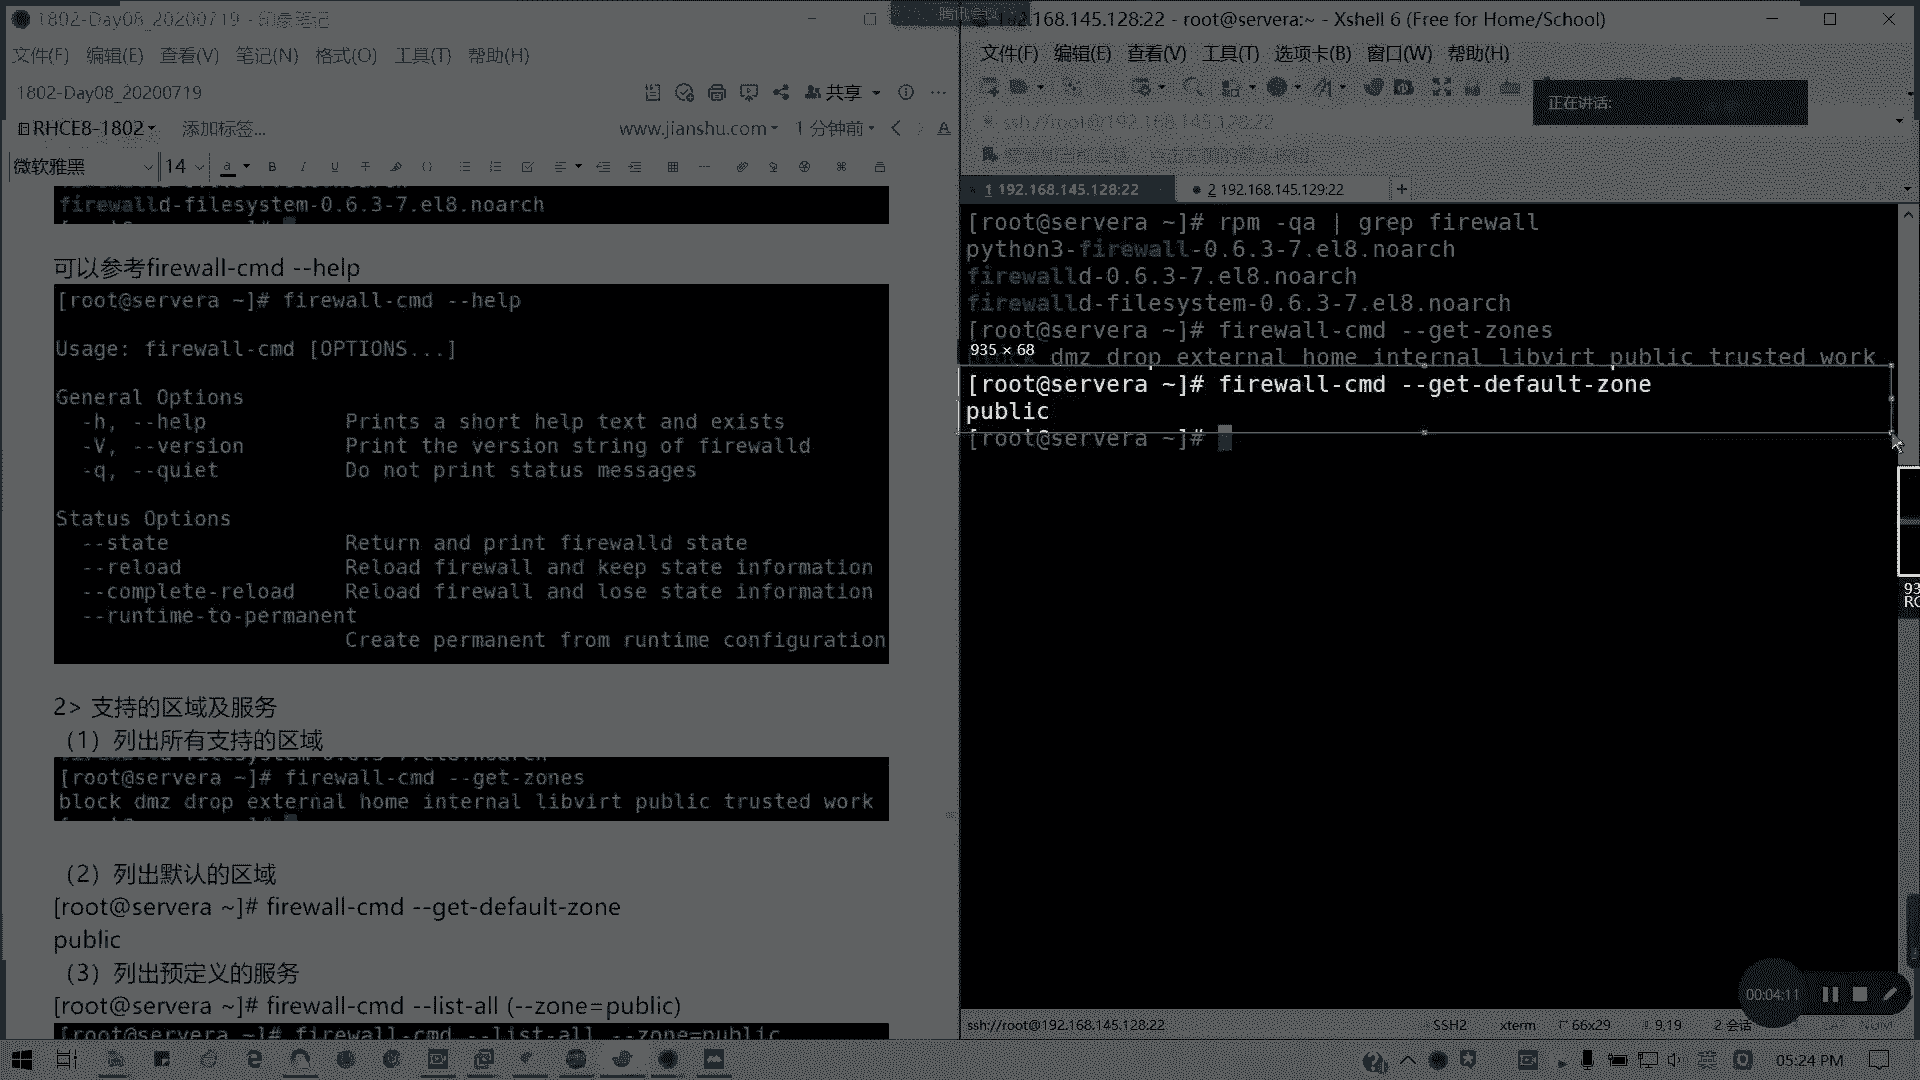 1802-Day08_20200719 - 印象笔记
文件(F) 编辑(E) 查看(V) 笔记(N) 格式(O) 工具(T) 帮助(H)
1802-Day08_20200719
共享
RHCE8-1802 添加标签...
www.jianshu.com 1 分钟前
微软雅黑 14
firewalld-filesystem-0.6.3-7.el8.noarch
可以参考firewall-cmd --help
[root@servera ~]# firewall-cmd --help
Usage: firewall-cmd [OPTIONS...]
General Options
-h, --help Prints a short help text and exists
-V, --version Print the version string of firewalld
-q, --quiet Do not print status messages
Status Options
--state Return and print firewalld state
--reload Reload firewall and keep state information
--complete-reload Reload firewall and lose state information
--runtime-to-permanent
Create permanent from runtime configuration
2> 支持的区域及服务
（1）列出所有支持的区域
[root@servera ~]# firewall-cmd --get-zones
block dmz drop external home internal libvirt public trusted work
（2）列出默认的区域
[root@servera ~]# firewall-cmd --get-default-zone
public
（3）列出预定义的服务
[root@servera ~]# firewall-cmd --list-all (--zone=public)
[root@servera ~]# firewall-cmd --list-all --zone=public
腾讯会议
192.168.145.128:22 - root@servera:~ - Xshell 6 (Free for Home/School)
文件(F) 编辑(E) 查看(V) 工具(T) 选项卡(B) 窗口(W) 帮助(H)
正在讲话:
ssh://root@192.168.145.128:22
1 192.168.145.128:22
2 192.168.145.129:22
[root@servera ~]# rpm -qa | grep firewall
python3-firewall-0.6.3-7.el8.noarch
firewalld-0.6.3-7.el8.noarch
firewalld-filesystem-0.6.3-7.el8.noarch
[root@servera ~]# firewall-cmd --get-zones
935 × 68
dmz drop external home internal libvirt public trusted work
[root@servera ~]# firewall-cmd --get-default-zone
public
[root@servera ~]#
00:04:11
ssh://root@192.168.145.128:22 SSH2 xterm 66x29 9,19 2 会话
英
05:24 PM